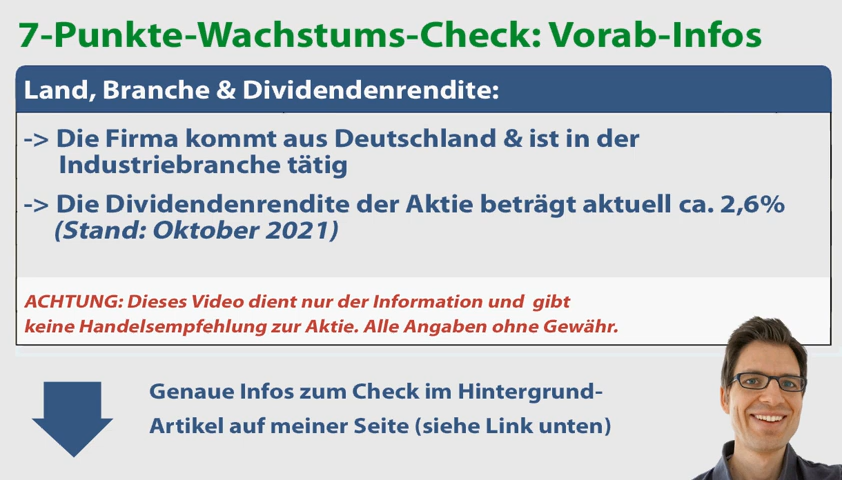 7-Punkte-Wachstums-Check: Vorab-Infos
Land, Branche & Dividendenrendite:
-> Die Firma kommt aus Deutschland & ist in der
Industriebranche tätig
-> Die Dividendenrendite der Aktie beträgt aktuell ca. 2,6%
(Stand: Oktober 2021)
ACHTUNG: Dieses Video dient nur der Information und gibt
keine Handelsempfehlung zur Aktie. Alle Angaben ohne Gewähr.
Genaue Infos zum Check im Hintergrund-
Artikel auf meiner Seite (siehe Link unten)